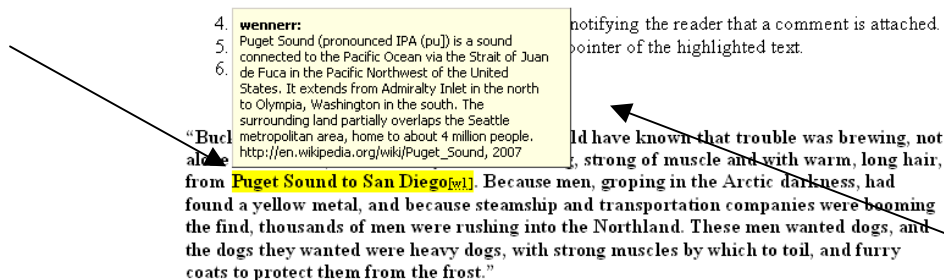 4. notifying the reader that a comment is attached.
5. pointer of the highlighted text.
6.
wennerr:
Puget Sound (pronounced IPA (pu]) is a sound
connected to the Pacific Ocean via the Strait of Juan
de Fuca in the Pacific Northwest of the United
States. It extends from Admiralty Inlet in the north
to Olympia, Washington in the south. The
surrounding land partially overlaps the Seattle
metropolitan area, home to about 4 million people.
http://en.wikipedia.org/wiki/Puget_Sound, 2007
“Buck ld have known that trouble was brewing, not
alone g, strong of muscle and with warm, long hair,
from Puget Sound to San Diego[w1]. Because men, groping in the Arctic darkness, had
found a yellow metal, and because steamship and transportation companies were booming
the find, thousands of men were rushing into the Northland. These men wanted dogs, and
the dogs they wanted were heavy dogs, with strong muscles by which to toil, and furry
coats to protect them from the frost.”